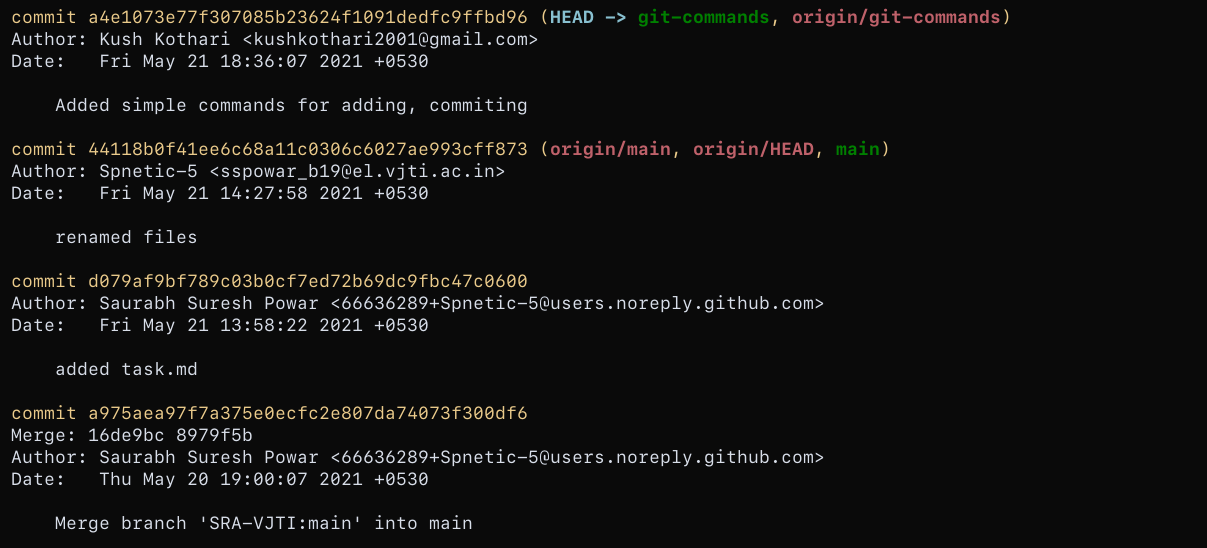 commit a4e1073e77f307085b23624f1091dedfc9ffbd96 (HEAD -> git-commands, origin/git-commands)
Author: Kush Kothari <kushkothari2001@gmail.com>
Date:   Fri May 21 18:36:07 2021 +0530
    Added simple commands for adding, commiting
commit 44118b0f41ee6c68a11c0306c6027ae993cff873 (origin/main, origin/HEAD, main)
Author: Spnetic-5 <sspowar_b19@el.vjti.ac.in>
Date:   Fri May 21 14:27:58 2021 +0530
    renamed files
commit d079af9bf789c03b0cf7ed72b69dc9fbc47c0600
Author: Saurabh Suresh Powar <66636289+Spnetic-5@users.noreply.github.com>
Date:   Fri May 21 13:58:22 2021 +0530
    added task.md
commit a975aea97f7a375e0ecfc2e807da74073f300df6
Merge: 16de9bc 8979f5b
Author: Saurabh Suresh Powar <66636289+Spnetic-5@users.noreply.github.com>
Date:   Thu May 20 19:00:07 2021 +0530
    Merge branch 'SRA-VJTI:main' into main